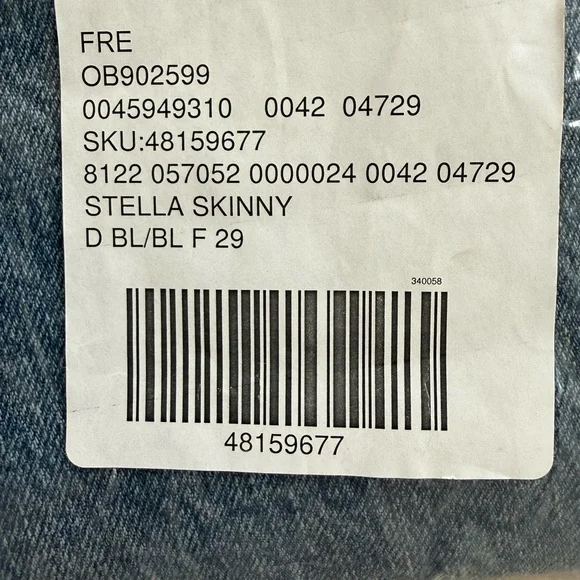 FRE
OB902599
0045949310 0042 04729
SKU:48159677
8122 057052 0000024 0042 04729
STELLA SKINNY
D BL/BL F 29
340058
48159677